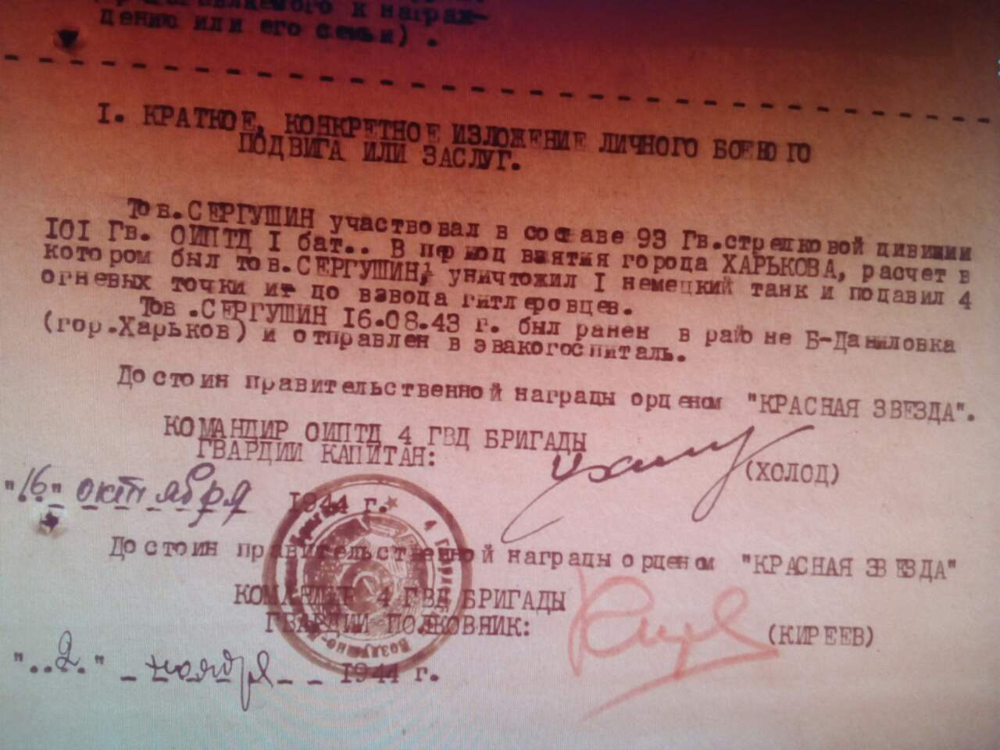 представляемого к награж-
дению или его семьи) .
I. КРАТКОЕ, КОНКРЕТНОЕ ИЗЛОЖЕНИЕ ЛИЧНОГО БОЕВОГО
ПОДВИГА ИЛИ ЗАСЛУГ.
Тов.СЕРГУШИН участвовал в составе 93 Гв.стрелковой дивизии
101 Гв. ОИПТД I бат.. В период взятия города ХАРЬКОВА, расчет в
котором был тов.СЕРГУШИН, уничтожил I немецкий танк и подавил 4
огневых точки и до взвода гитлеровцев.
Тов .СЕРГУШИН 16.08.43 г. был ранен в районе Б-Даниловка
(гор.Харьков) и отправлен в эвакогоспиталь.
Достоин правительственной награды орденом "КРАСНАЯ ЗВЕЗДА".
КОМАНДИР ОИПТД 4 ГВД БРИГАДЫ
ГВАРДИИ КАПИТАН:
(ХОЛОД)
"16" октября 1944 г.
Достоин правительственной награды орденом "КРАСНАЯ ЗВЕЗДА"
КОМАНДИР 4 ГВД БРИГАДЫ
ГВАРДИИ ПОЛКОВНИК:
(КИРЕЕВ)
"..2." ноября 1944 г.